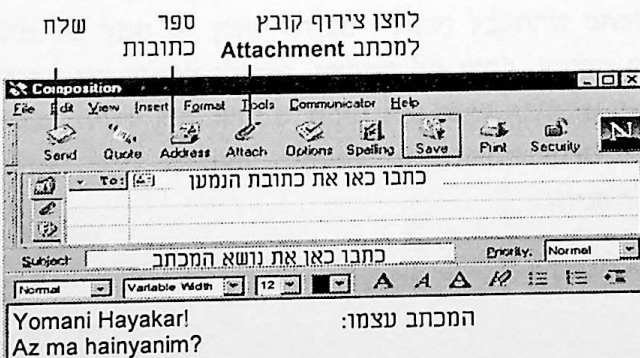 לחצן צירוף קובץ
למכתב Attachment
ספר
כתובות
שלח
Composition
File Edit View Insert Format Tools Communicator Help
Send Quote Address Attach Options Spelling Save Print Security N
To: כתבו כאן את כתובת הנמען
Subject: כתבו כאן את נושא המכתב Priority: Normal
Normal Variable Width 12 A A A
Yomani Hayakar! המכתב עצמו:
Az ma hainyanim?